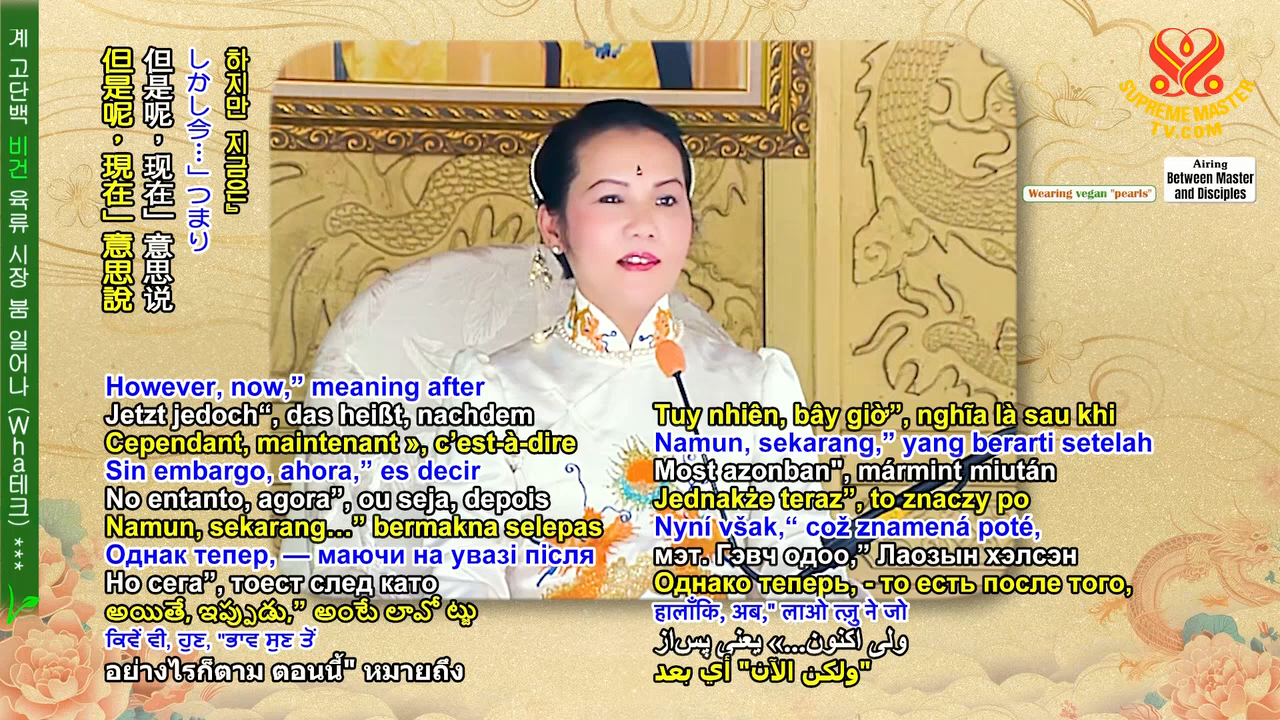 계 고단백 비건 육류 시장 붐 일어나 (Wha테크) ***
但是呢，現在」意思說
但是呢，现在」意思说
しかし今…」つまり
하지만 지금은』
SUPREME MASTER
TV.COM
Airing
Between Master
and Disciples
Wearing vegan "pearls"
However, now,” meaning after
Jetzt jedoch“, das heißt, nachdem
Cependant, maintenant », c’est-à-dire
Sin embargo, ahora,” es decir
No entanto, agora”, ou seja, depois
Namun, sekarang…” bermakna selepas
Однак тепер, — маючи на увазі після
Но сега”, тоест след като
అయితే, ఇప్పుడు,” అంటే లావో ట్జు
ਕਿਵੇਂ ਵੀ, ਹੁਣ, "ਭਾਵ ਸੁਣ ਤੋਂ
อย่างไรก็ตาม ตอนนี้" หมายถึง
Tuy nhiên, bây giờ”, nghĩa là sau khi
Namun, sekarang,” yang berarti setelah
Most azonban", mármint miután
Jednakże teraz”, to znaczy po
Nyní však,“ což znamená poté,
мэт. Гэвч одоо,” Лаозын хэлсэн
Однако теперь, - то есть после того,
हालाँकि, अब," लाओ त्ज़ु ने जो
ولی اکنون...» یعنی پس‌از
"ولكن الآن" أي بعد